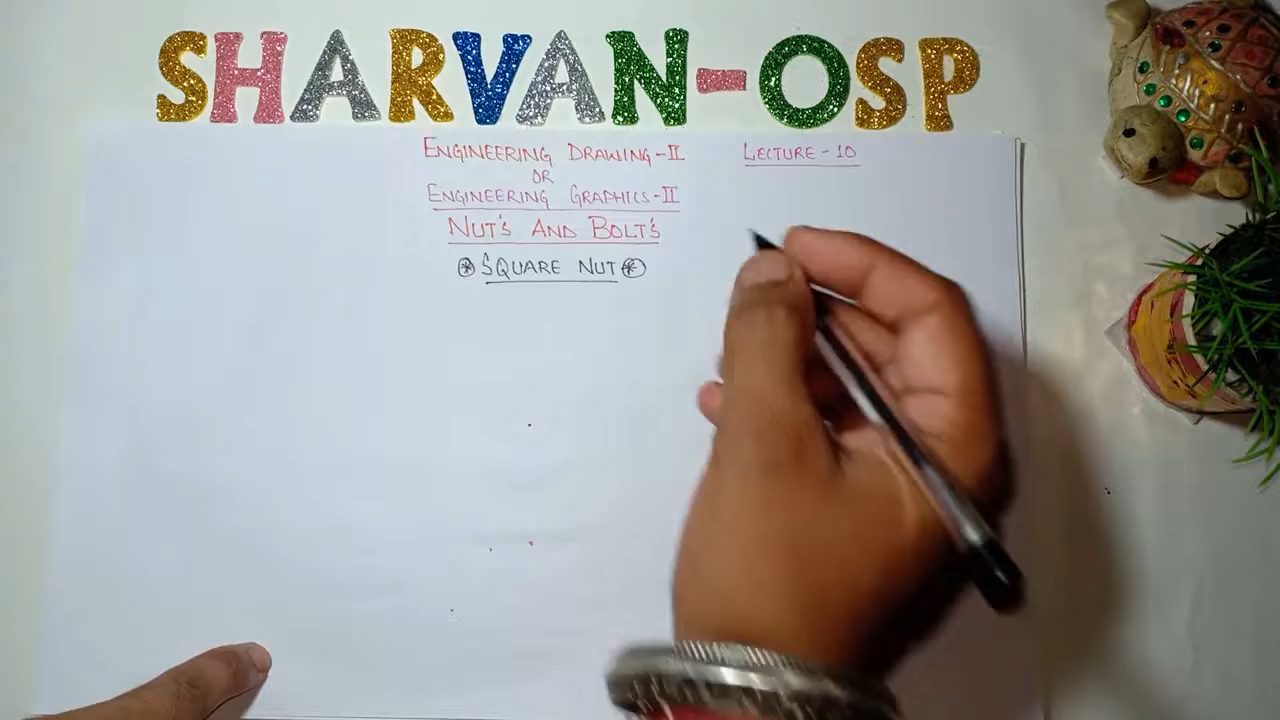 SHARVAN-OSP
ENGINEERING DRAWING-II
OR
ENGINEERING GRAPHICS-II
LECTURE-10
NUT'S AND BOLT'S
SQUARE NUT